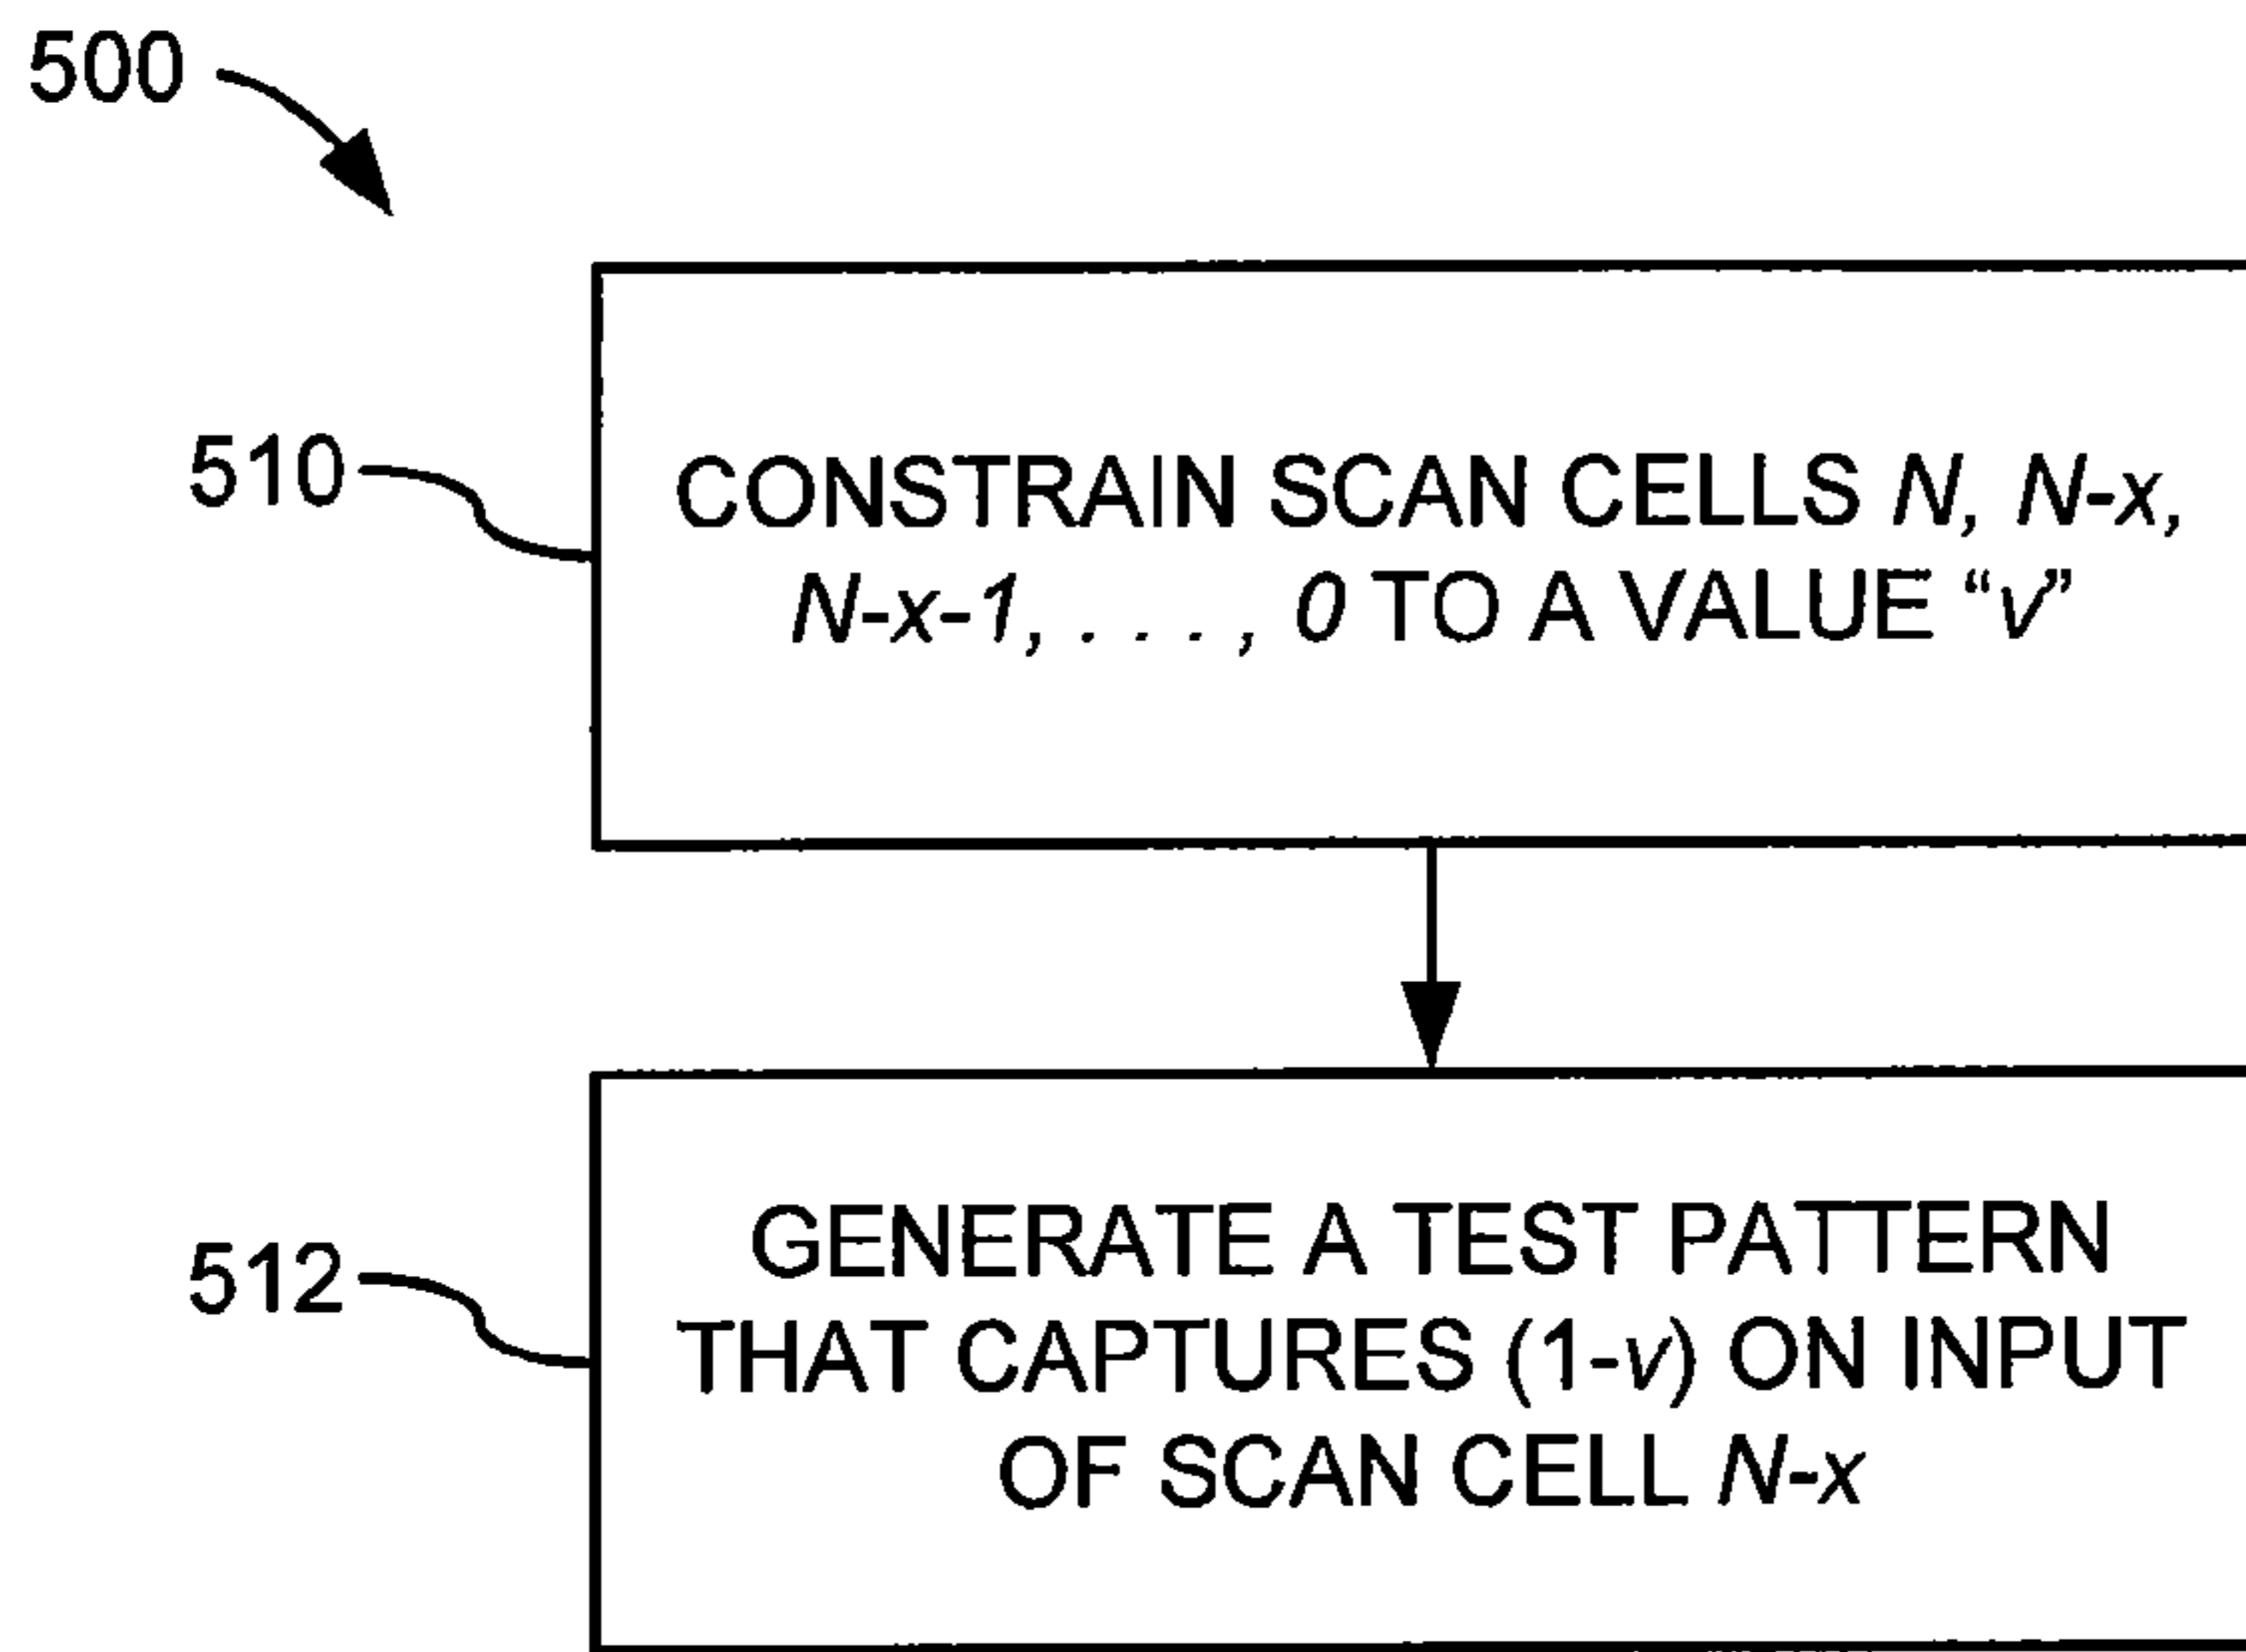 500
510
CONSTRAIN SCAN CELLS N, N-x,
N-x-1, . . . , 0 TO A VALUE “v”
512
GENERATE A TEST PATTERN
THAT CAPTURES (1-v) ON INPUT
OF SCAN CELL N-x